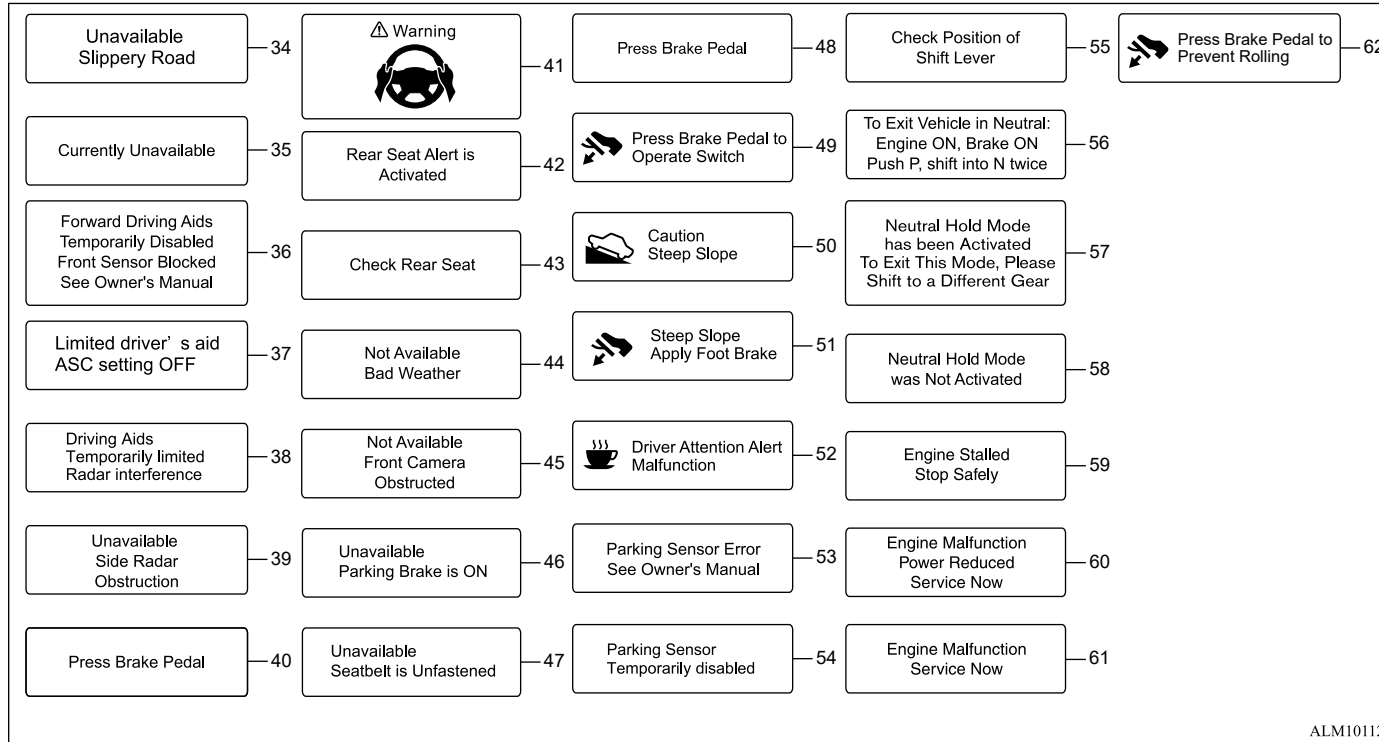 Unavailable
Slippery Road
34
Currently Unavailable
35
Forward Driving Aids
Temporarily Disabled
Front Sensor Blocked
See Owner's Manual
36
Limited driver’ s aid
ASC setting OFF
37
Driving Aids
Temporarily limited
Radar interference
38
Unavailable
Side Radar
Obstruction
39
Press Brake Pedal
40
Warning
41
Rear Seat Alert is
Activated
42
Check Rear Seat
43
Not Available
Bad Weather
44
Not Available
Front Camera
Obstructed
45
Unavailable
Parking Brake is ON
46
Unavailable
Seatbelt is Unfastened
47
Press Brake Pedal
48
Press Brake Pedal to
Operate Switch
49
Caution
Steep Slope
50
Steep Slope
Apply Foot Brake
51
Driver Attention Alert
Malfunction
52
Parking Sensor Error
See Owner's Manual
53
Parking Sensor
Temporarily disabled
54
Check Position of
Shift Lever
55
To Exit Vehicle in Neutral:
Engine ON, Brake ON
Push P, shift into N twice
56
Neutral Hold Mode
has been Activated
To Exit This Mode, Please
Shift to a Different Gear
57
Neutral Hold Mode
was Not Activated
58
Engine Stalled
Stop Safely
59
Engine Malfunction
Power Reduced
Service Now
60
Engine Malfunction
Service Now
61
Press Brake Pedal to
Prevent Rolling
62
ALM10112